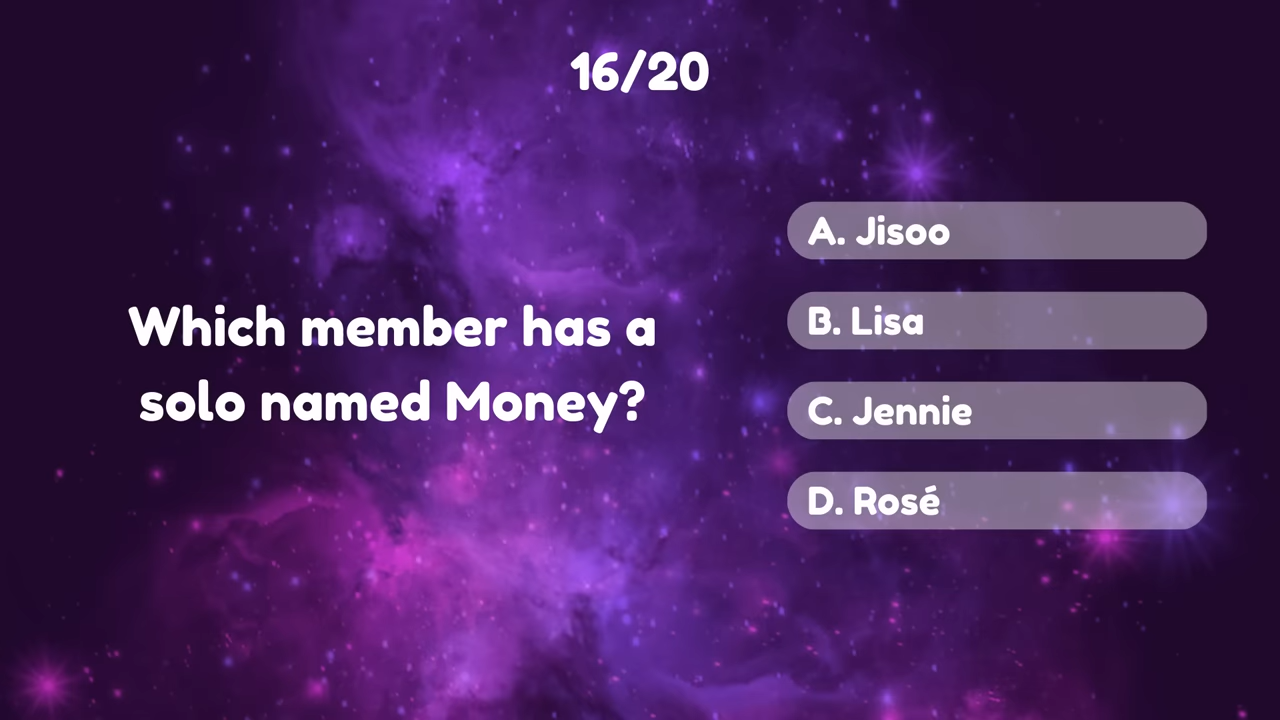 16/20
Which member has a
solo named Money?
A. Jisoo
B. Lisa
C. Jennie
D. Rosé